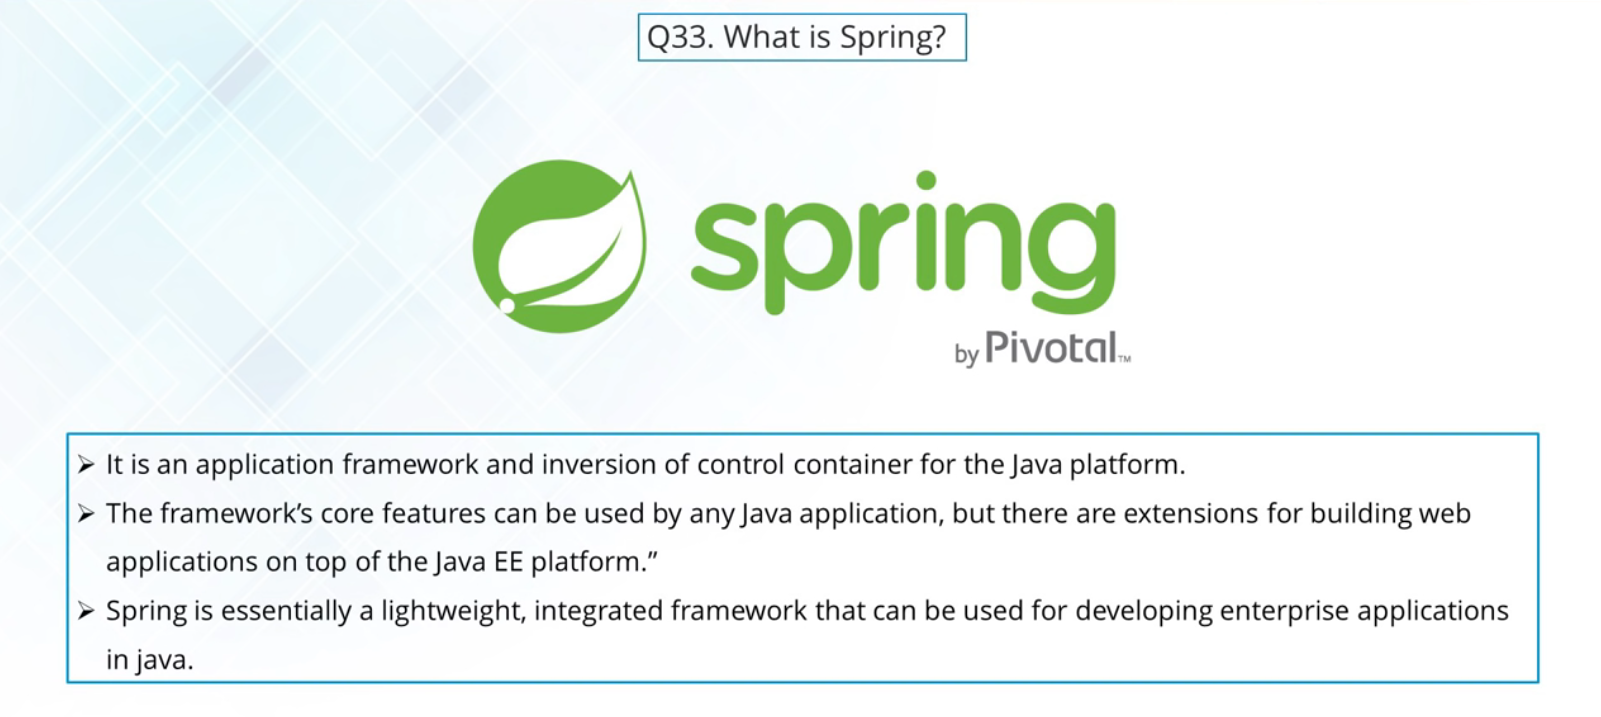 Q33. What is Spring?
spring
by Pivotal™
➢ It is an application framework and inversion of control container for the Java platform.
➢ The framework’s core features can be used by any Java application, but there are extensions for building web
applications on top of the Java EE platform.”
➢ Spring is essentially a lightweight, integrated framework that can be used for developing enterprise applications
in java.